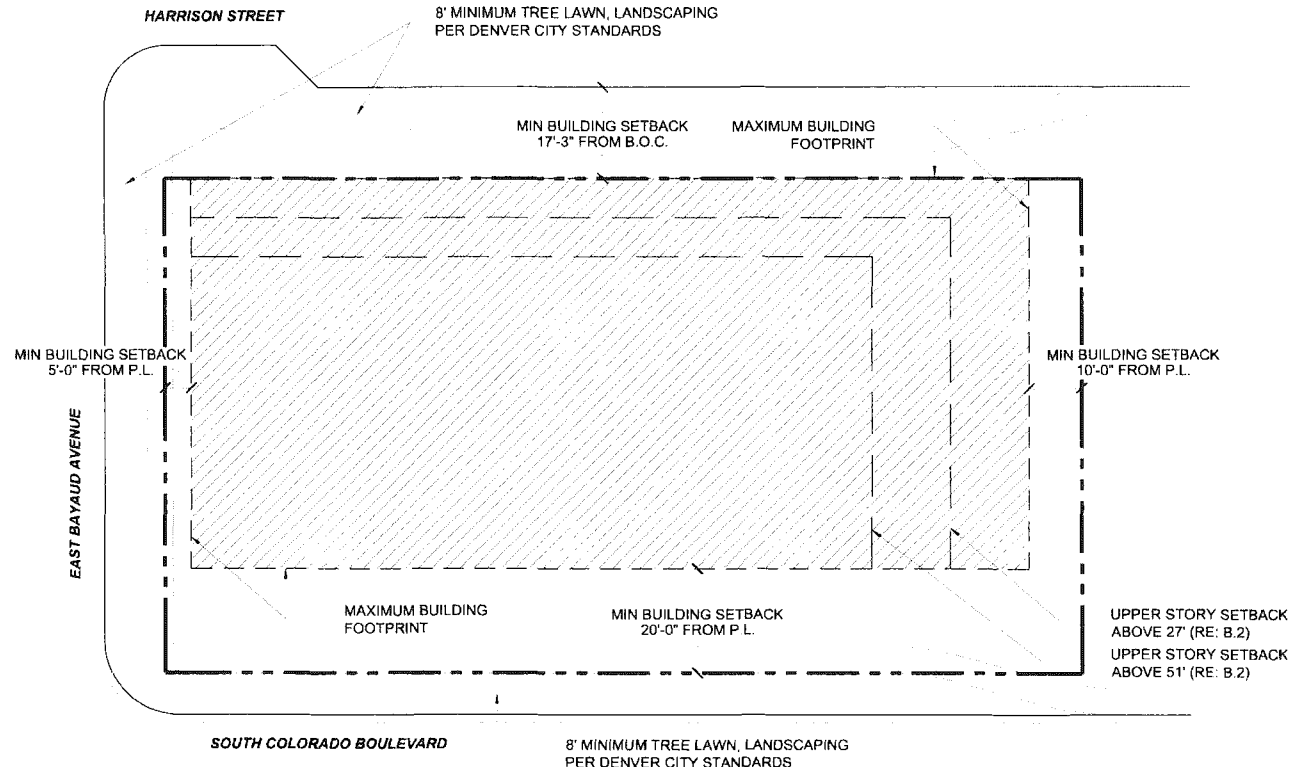 HARRISON STREET
8' MINIMUM TREE LAWN, LANDSCAPING
PER DENVER CITY STANDARDS
MIN BUILDING SETBACK
17'-3" FROM B.O.C.
MAXIMUM BUILDING
FOOTPRINT
MIN BUILDING SETBACK
5'-0" FROM P.L.
MIN BUILDING SETBACK
10'-0" FROM P.L.
EAST BAYAUD AVENUE
MAXIMUM BUILDING
FOOTPRINT
MIN BUILDING SETBACK
20'-0" FROM P.L.
UPPER STORY SETBACK
ABOVE 27' (RE: B.2)
UPPER STORY SETBACK
ABOVE 51' (RE: B.2)
SOUTH COLORADO BOULEVARD
8' MINIMUM TREE LAWN, LANDSCAPING
PER DENVER CITY STANDARDS